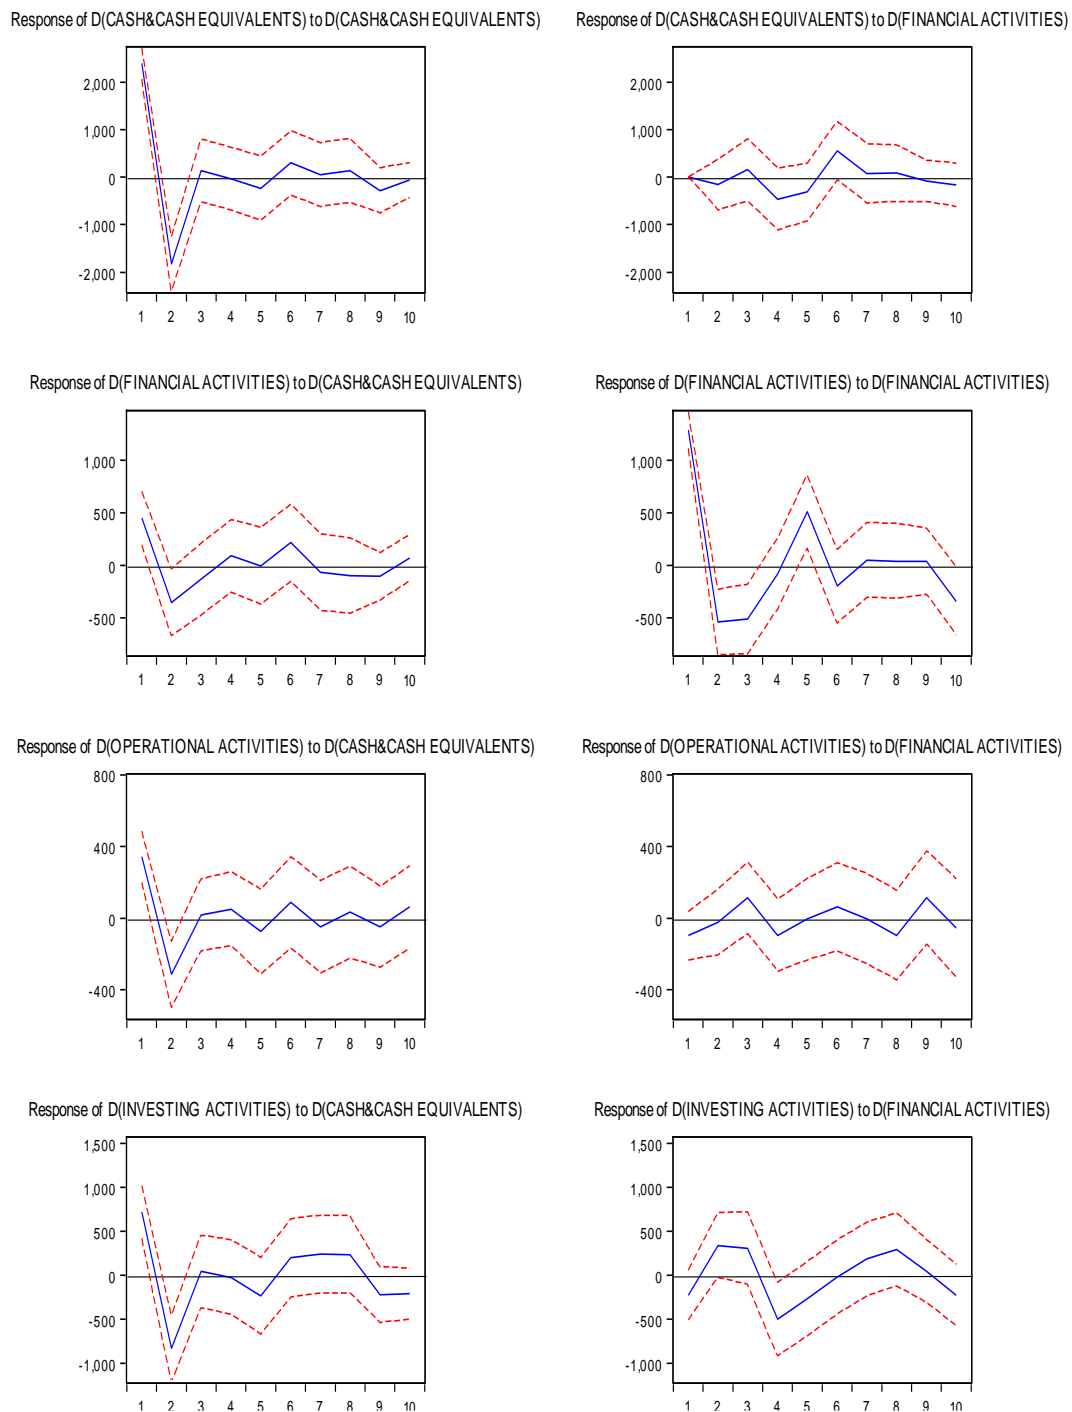 Response of D(CASH&CASH EQUIVALENTS) to D(CASH&CASH EQUIVALENTS)
2,000
1,000
0
-1,000
-2,000
1 2 3 4 5 6 7 8 9 10
Response of D(CASH&CASH EQUIVALENTS) to D(FINANCIAL ACTIVITIES)
2,000
1,000
0
-1,000
-2,000
1 2 3 4 5 6 7 8 9 10
Response of D(FINANCIAL ACTIVITIES) to D(CASH&CASH EQUIVALENTS)
1,000
500
0
-500
1 2 3 4 5 6 7 8 9 10
Response of D(FINANCIAL ACTIVITIES) to D(FINANCIAL ACTIVITIES)
1,000
500
0
-500
1 2 3 4 5 6 7 8 9 10
Response of D(OPERATIONAL ACTIVITIES) to D(CASH&CASH EQUIVALENTS)
800
400
0
-400
1 2 3 4 5 6 7 8 9 10
Response of D(OPERATIONAL ACTIVITIES) to D(FINANCIAL ACTIVITIES)
800
400
0
-400
1 2 3 4 5 6 7 8 9 10
Response of D(INVESTING ACTIVITIES) to D(CASH&CASH EQUIVALENTS)
1,500
1,000
500
0
-500
-1,000
1 2 3 4 5 6 7 8 9 10
Response of D(INVESTING ACTIVITIES) to D(FINANCIAL ACTIVITIES)
1,500
1,000
500
0
-500
-1,000
1 2 3 4 5 6 7 8 9 10